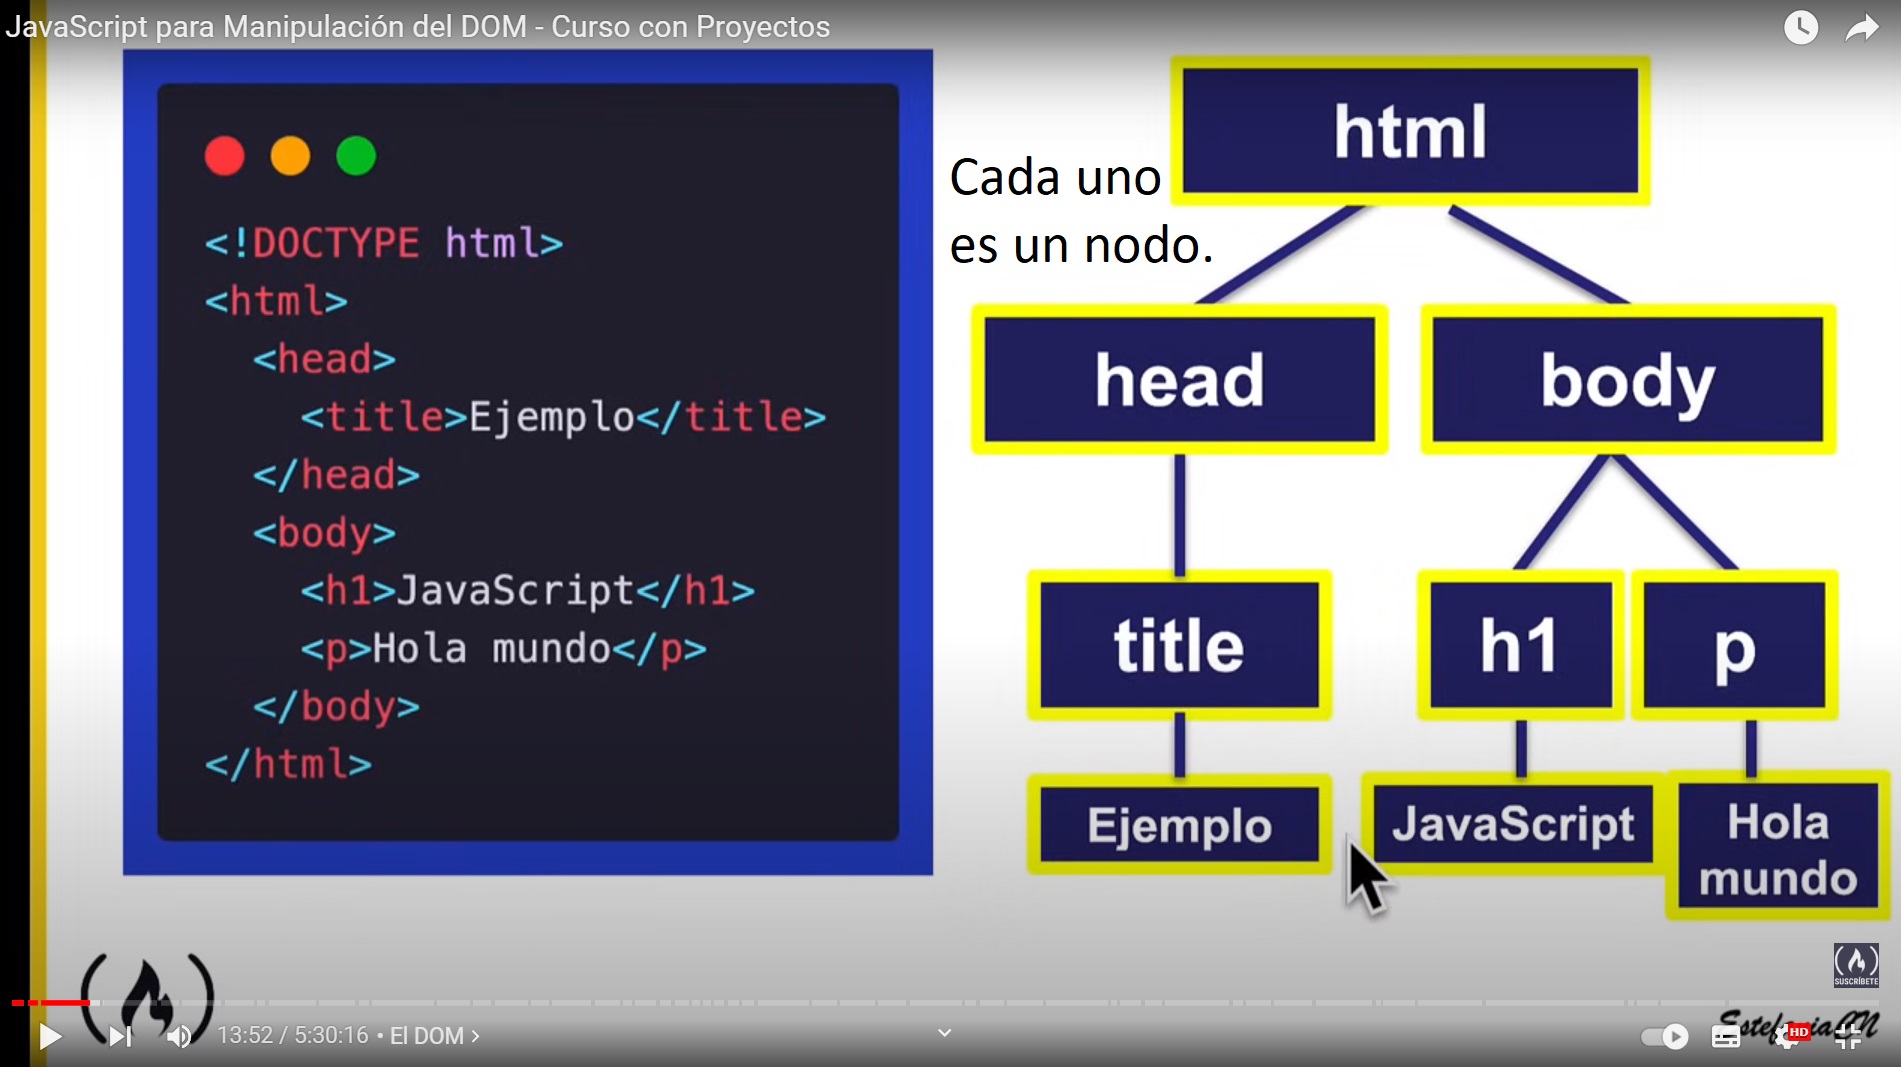 JavaScript para Manipulación del DOM - Curso con Proyectos
<!DOCTYPE html>
<html>
<head>
<title>Ejemplo</title>
</head>
<body>
<h1>JavaScript</h1>
<p>Hola mundo</p>
</body>
</html>
Cada uno
es un nodo.
html
head
body
title
h1
p
Ejemplo
JavaScript
Hola
mundo
SUSCRÍBETE
13:52 / 5:30:16 • El DOM ›
HD